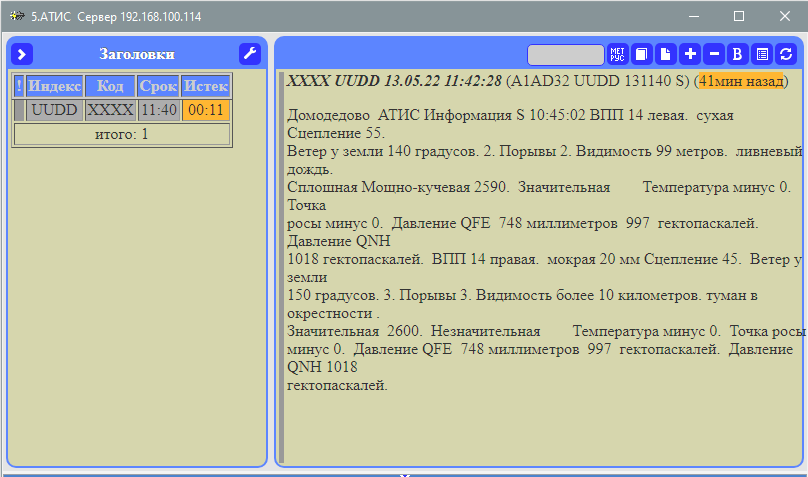 5.АТИС Сервер 192.168.100.114
Заголовки
МЕТ
РУС
B
! Индекс Код Срок Истек
UUDD XXXX 11:40 00:11
итого: 1
XXXX UUDD 13.05.22 11:42:28 (A1AD32 UUDD 131140 S) (41мин назад)
Домодедово АТИС Информация S 10:45:02 ВПП 14 левая. сухая
Сцепление 55.
Ветер у земли 140 градусов. 2. Порывы 2. Видимость 99 метров. ливневый
дождь.
Сплошная Мощно-кучевая 2590. Значительная Температура минус 0.
Точка
росы минус 0. Давление QFE 748 миллиметров 997 гектопаскалей.
Давление QNH
1018 гектопаскалей. ВПП 14 правая. мокрая 20 мм Сцепление 45. Ветер у
земли
150 градусов. 3. Порывы 3. Видимость более 10 километров. туман в
окрестности .
Значительная 2600. Незначительная Температура минус 0. Точка росы
минус 0. Давление QFE 748 миллиметров 997 гектопаскалей. Давление
QNH 1018
гектопаскалей.